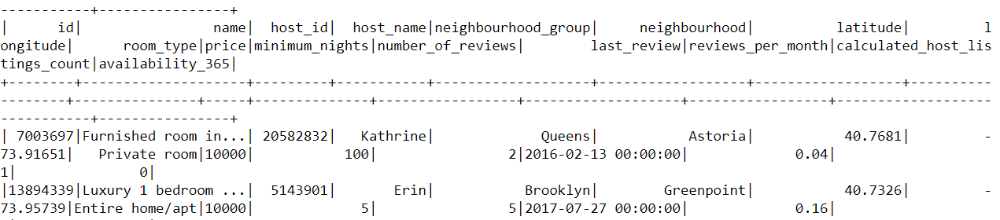 -----------+----------------+
|      id|                name| host_id| host_name|neighbourhood_group|      neighbourhood|          latitude|          l
ongitude|       room_type|price|minimum_nights|number_of_reviews|         last_review|reviews_per_month|calculated_host_lis
tings_count|availability_365|
+--------+--------------------+--------+----------+-------------------+-------------------+------------------+----------
--------+---------------+-----+--------------+-----------------+-------------------+-----------------+-------------------
-----------+----------------+
| 7003697|Furnished room in...| 20582832| Kathrine|             Queens|            Astoria|           40.7681|         -
73.91651|   Private room|10000|           100|                2|2016-02-13 00:00:00|             0.04|
1|               0|
|13894339|Luxury 1 bedroom ...| 5143901|     Erin|           Brooklyn|         Greenpoint|           40.7326|         -
73.95739|Entire home/apt|10000|             5|                5|2017-07-27 00:00:00|             0.16|